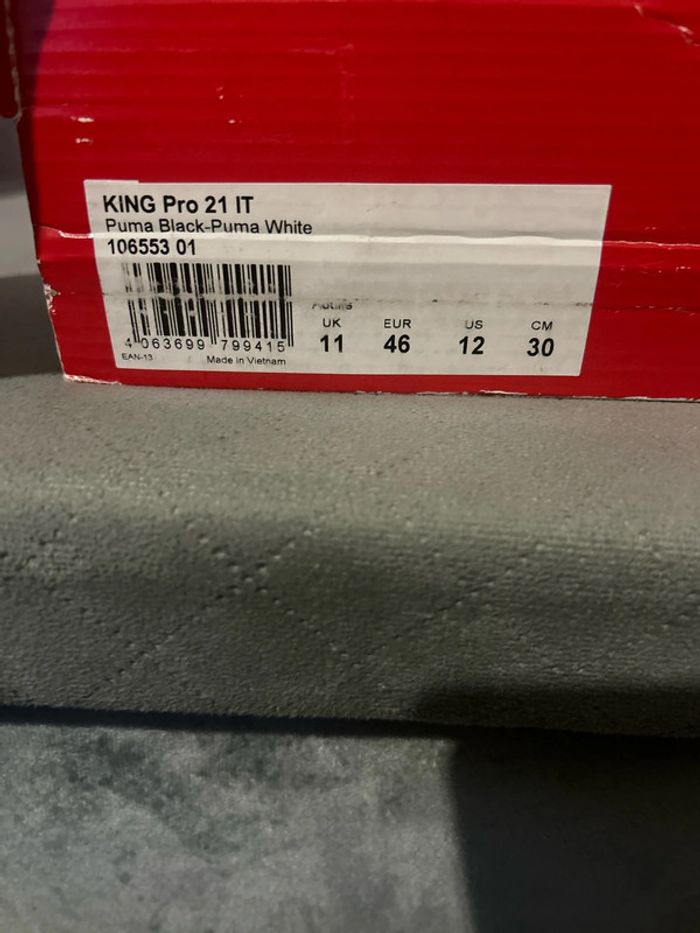 KING Pro 21 IT
Puma Black-Puma White
106553 01
4 063699 799415
EAN-13
Made in Vietnam
UK EUR US CM
11 46 12 30